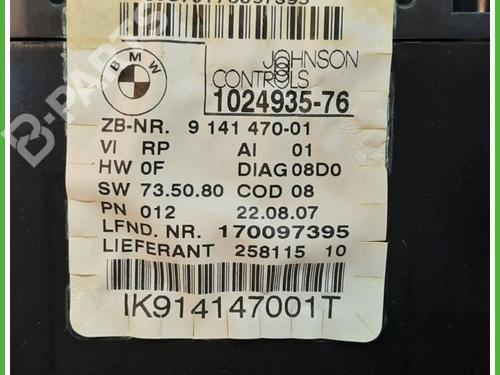 BMW
JOHNSON
CONTROLS
1024935-76
ZB-NR. 9 141 470-01
VI RP AI 01
HW 0F DIAG 08D0
SW 73.50.80 COD 08
PN 012 22.08.07
LFND. NR. 170097395
LIEFERANT 258115 10
IK914147001T
B-PARTS